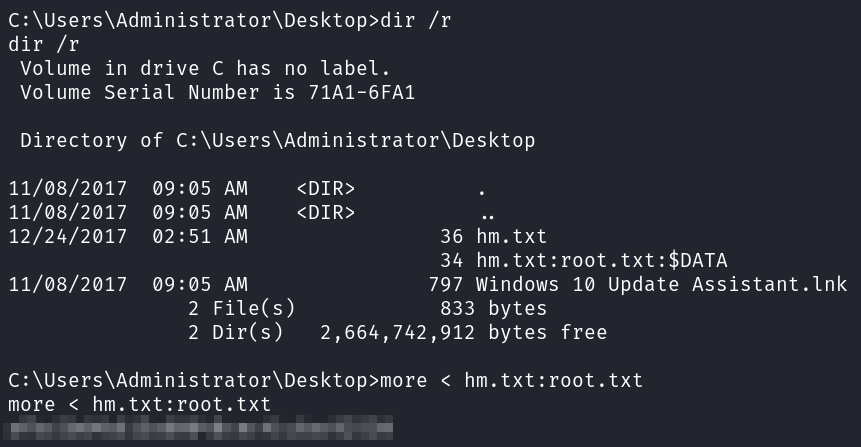 C:\Users\Administrator\Desktop>dir /r
dir /r
 Volume in drive C has no label.
 Volume Serial Number is 71A1-6FA1

 Directory of C:\Users\Administrator\Desktop

11/08/2017  09:05 AM    <DIR>          .
11/08/2017  09:05 AM    <DIR>          ..
12/24/2017  02:51 AM                36 hm.txt
                                    34 hm.txt:root.txt:$DATA
11/08/2017  09:05 AM               797 Windows 10 Update Assistant.lnk
               2 File(s)            833 bytes
               2 Dir(s)   2,664,742,912 bytes free

C:\Users\Administrator\Desktop>more < hm.txt:root.txt
more < hm.txt:root.txt